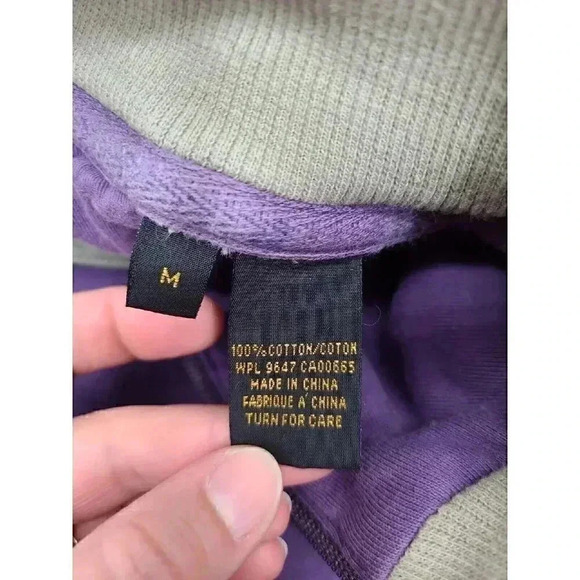 M
100% COTTON/COTON
WPL 9647 CA00665
MADE IN CHINA
FABRIQUE A' CHINA
TURN FOR CARE